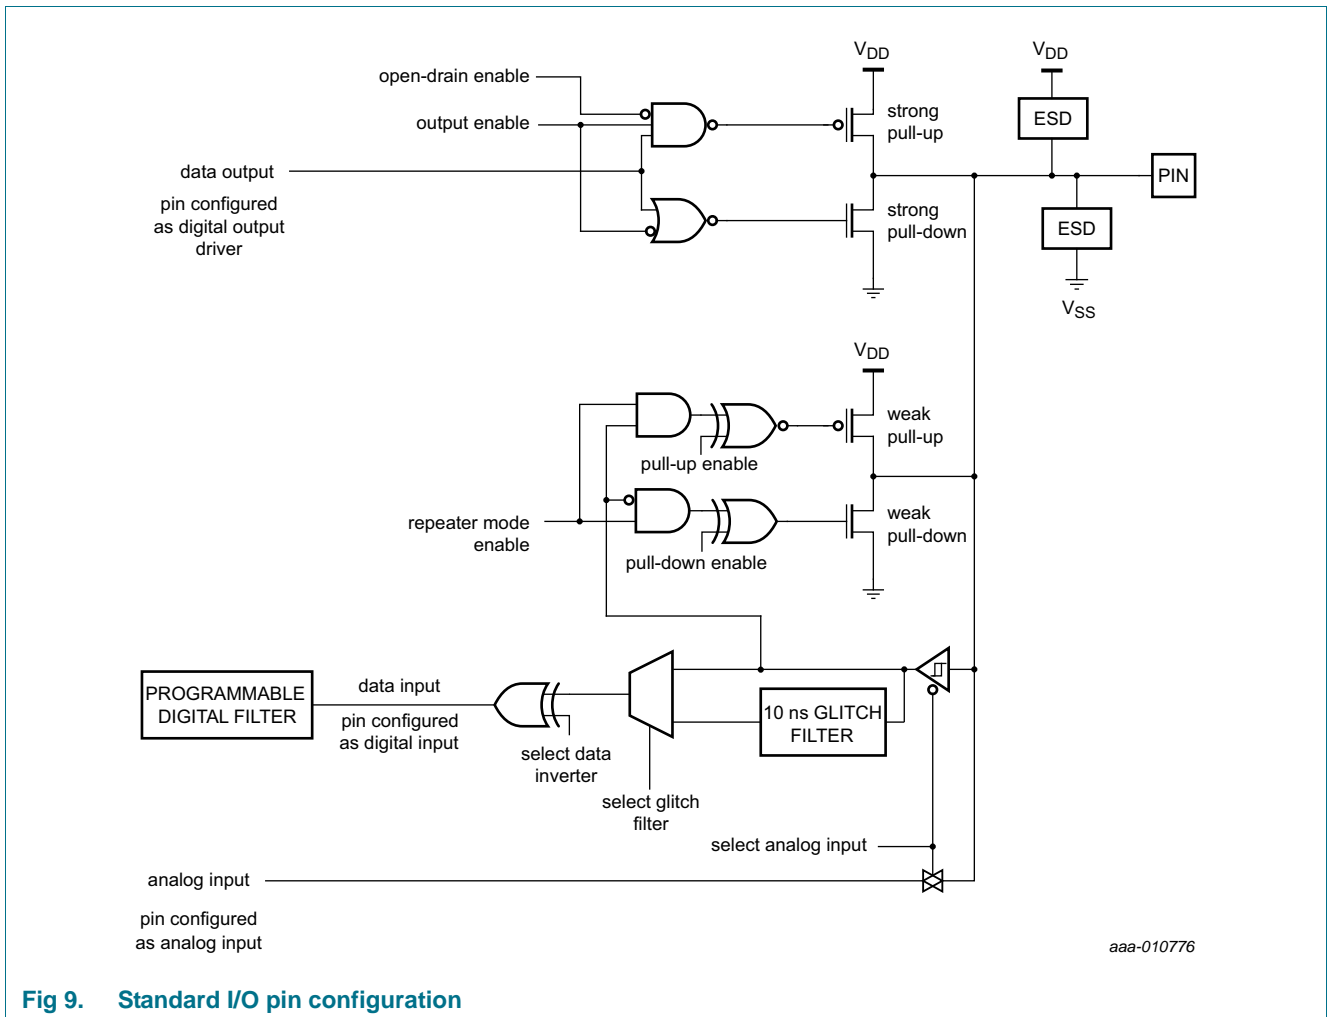 VDD
VDD
open-drain enable
strong
pull-up
ESD
output enable
data output
PIN
pin configured
as digital output
driver
strong
pull-down
ESD
VSS
VDD
weak
pull-up
pull-up enable
repeater mode
enable
weak
pull-down
pull-down enable
PROGRAMMABLE
DIGITAL FILTER
data input
pin configured
as digital input
10 ns GLITCH
FILTER
select data
inverter
select glitch
filter
select analog input
analog input
pin configured
as analog input
aaa-010776
Fig 9. Standard I/O pin configuration